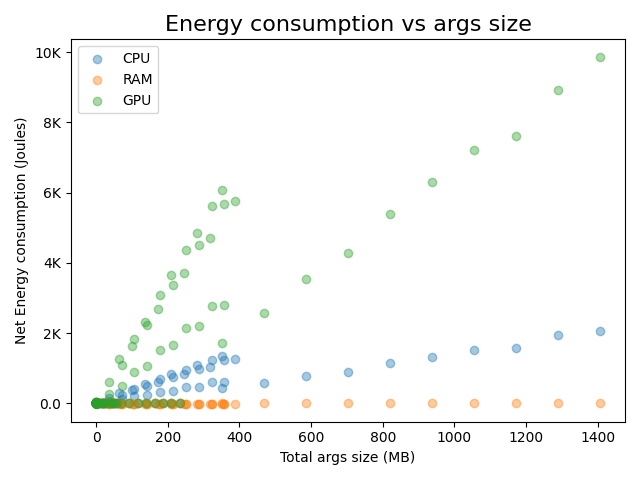 Energy consumption vs args size
CPU
RAM
GPU
10K
8K
6K
4K
2K
0.0
Net Energy consumption (Joules)
0
200
400
600
800
1000
1200
1400
Total args size (MB)